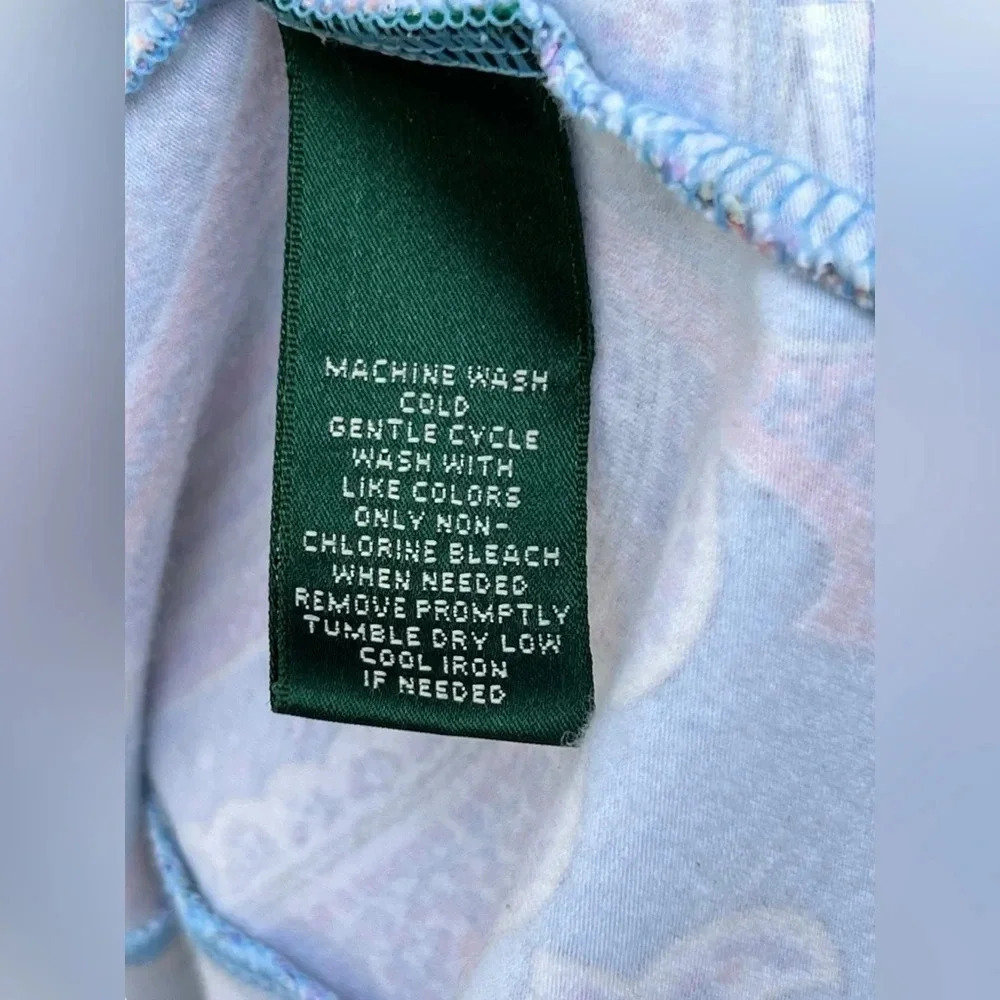 MACHINE WASH
COLD
GENTLE CYCLE
WASH WITH
LIKE COLORS
ONLY NON-
CHLORINE BLEACH
WHEN NEEDED
REMOVE PROMPTLY
TUMBLE DRY LOW
COOL IRON
IF NEEDED